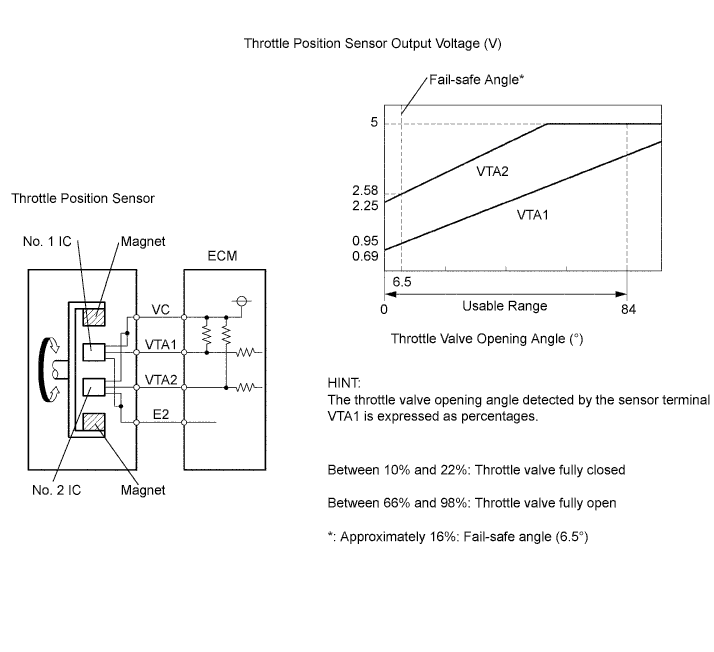 Throttle Position Sensor Output Voltage (V)
Fail-safe Angle*
5
VTA2
2.58
2.25
VTA1
0.95
0.69
6.5
Usable Range
0
84
Throttle Valve Opening Angle (°)
Throttle Position Sensor
No. 1 IC
Magnet
ECM
VC
VTA1
VTA2
E2
No. 2 IC
Magnet
HINT:
The throttle valve opening angle detected by the sensor terminal
VTA1 is expressed as percentages.
Between 10% and 22%: Throttle valve fully closed
Between 66% and 98%: Throttle valve fully open
*: Approximately 16%: Fail-safe angle (6.5°)